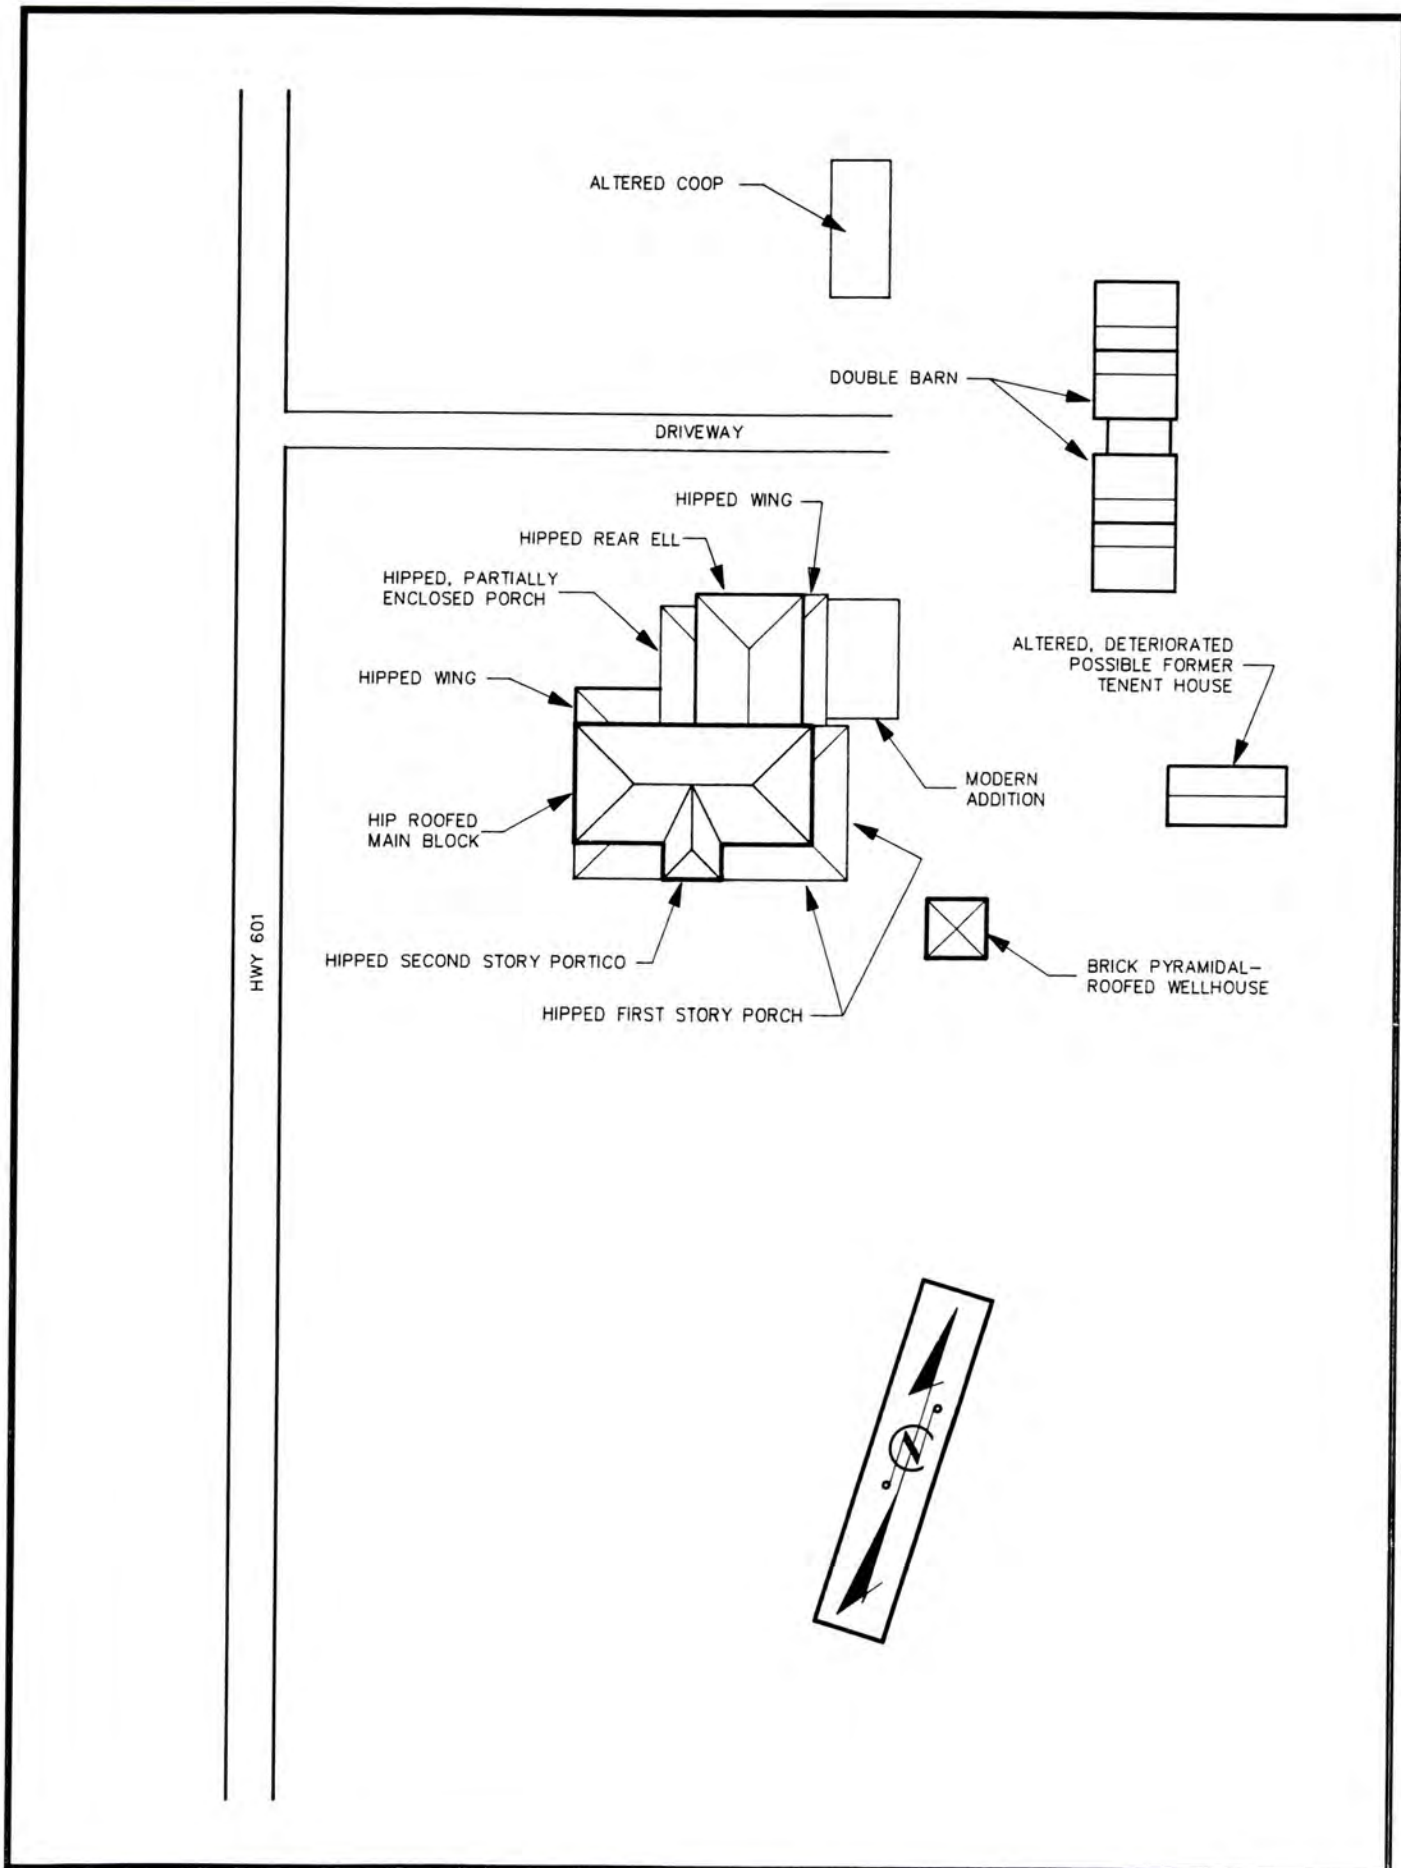 ALTERED COOP
DOUBLE BARN
DRIVEWAY
HIPPED WING
HIPPED REAR ELL
HIPPED, PARTIALLY
ENCLOSED PORCH
HIPPED WING
ALTERED, DETERIORATED
POSSIBLE FORMER
TENENT HOUSE
MODERN
ADDITION
HIP ROOFED
MAIN BLOCK
HWY 601
HIPPED SECOND STORY PORTICO
BRICK PYRAMIDAL-
ROOFED WELLHOUSE
HIPPED FIRST STORY PORCH
N